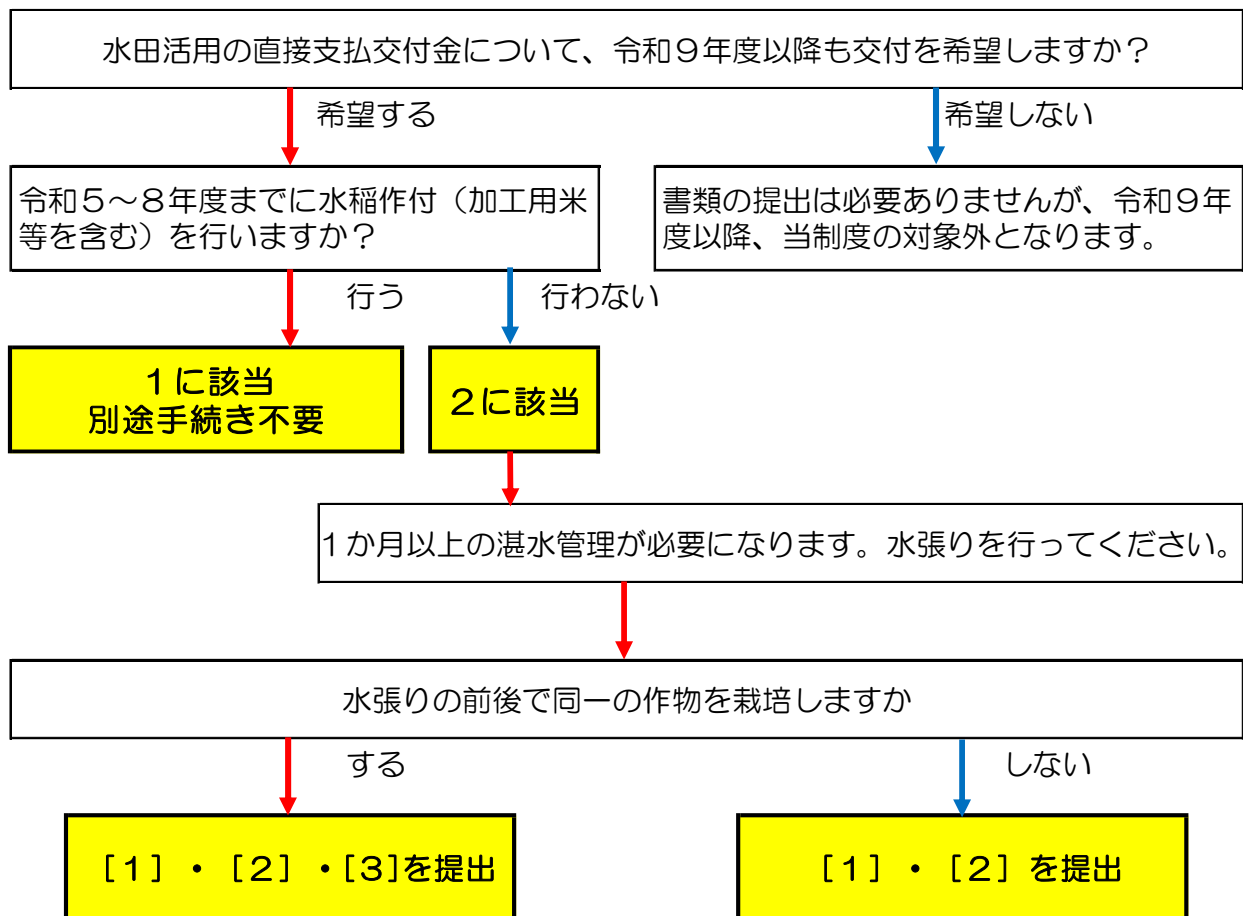 水田活用の直接支払交付金について、令和９年度以降も交付を希望しますか？
希望する
希望しない
令和５～８年度までに水稲作付（加工用米
等を含む）を行いますか？
書類の提出は必要ありませんが、令和９年
度以降、当制度の対象外となります。
行う
行わない
１に該当
別途手続き不要
２に該当
１か月以上の湛水管理が必要になります。水張りを行ってください。
水張りの前後で同一の作物を栽培しますか
する
しない
［１］・［２］・［３］を提出
［１］・［２］を提出